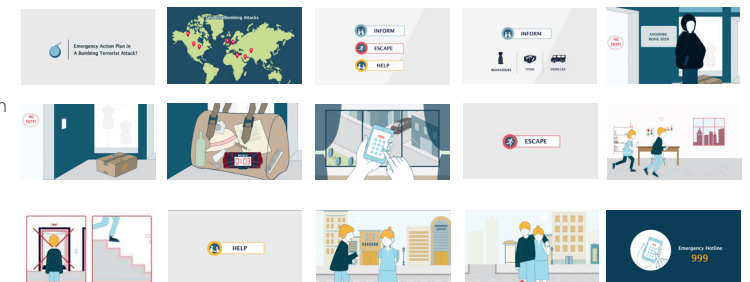 Emergency Action Plan in
A Bombing Terrorist Attack?
Bombing Attacks
INFORM
ESCAPE
HELP
INFORM
BEHAVIOURS
ITEMS
VEHICLES
NO
ENTRY
AVOIDING
BEING SEEN
NO
ENTRY
ESCAPE
HELP
Emergency Hotline
999